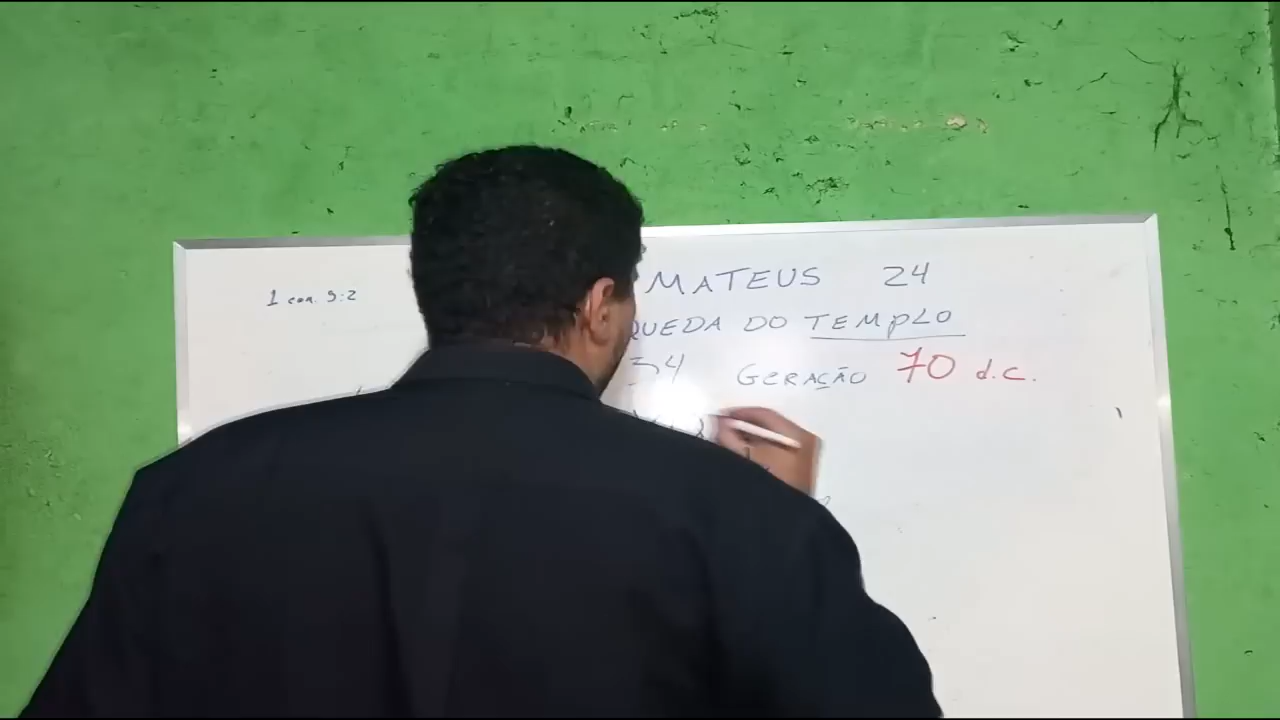 MATEUS 24
1 cor. 9:2
QUEDA DO TEMPLO
34 GERAÇÃO 70 d.C.